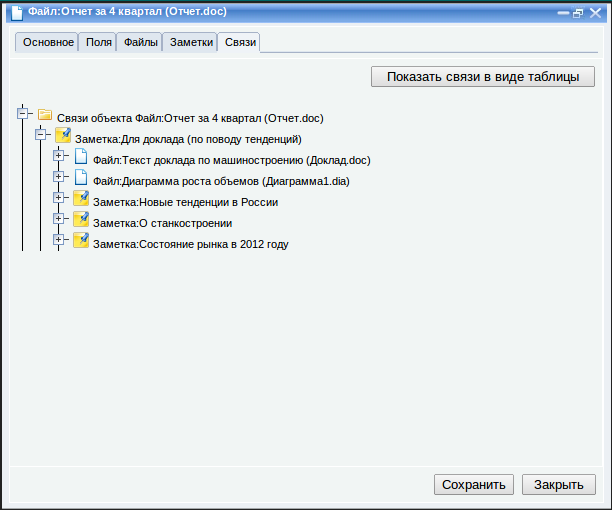 Файл:Отчет за 4 квартал (Отчет.doc)
Основное Поля Файлы Заметки Связи
Показать связи в виде таблицы
Связи объекта Файл:Отчет за 4 квартал (Отчет.doc)
Заметка:Для доклада (по поводу тенденций)
Файл:Текст доклада по машиностроению (Доклад.doc)
Файл:Диаграмма роста объемов (Диаграмма1.dia)
Заметка:Новые тенденции в России
Заметка:О станкостроении
Заметка:Состояние рынка в 2012 году
Сохранить Закрыть